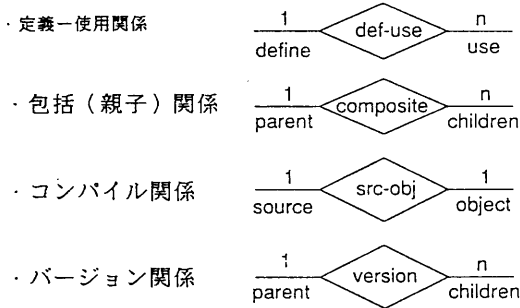 ・定義ー使用関係
1 def-use n
define use
・包括（親子）関係
1 composite n
parent children
・コンパイル関係
1 src-obj 1
source object
・バージョン関係
1 version n
parent children